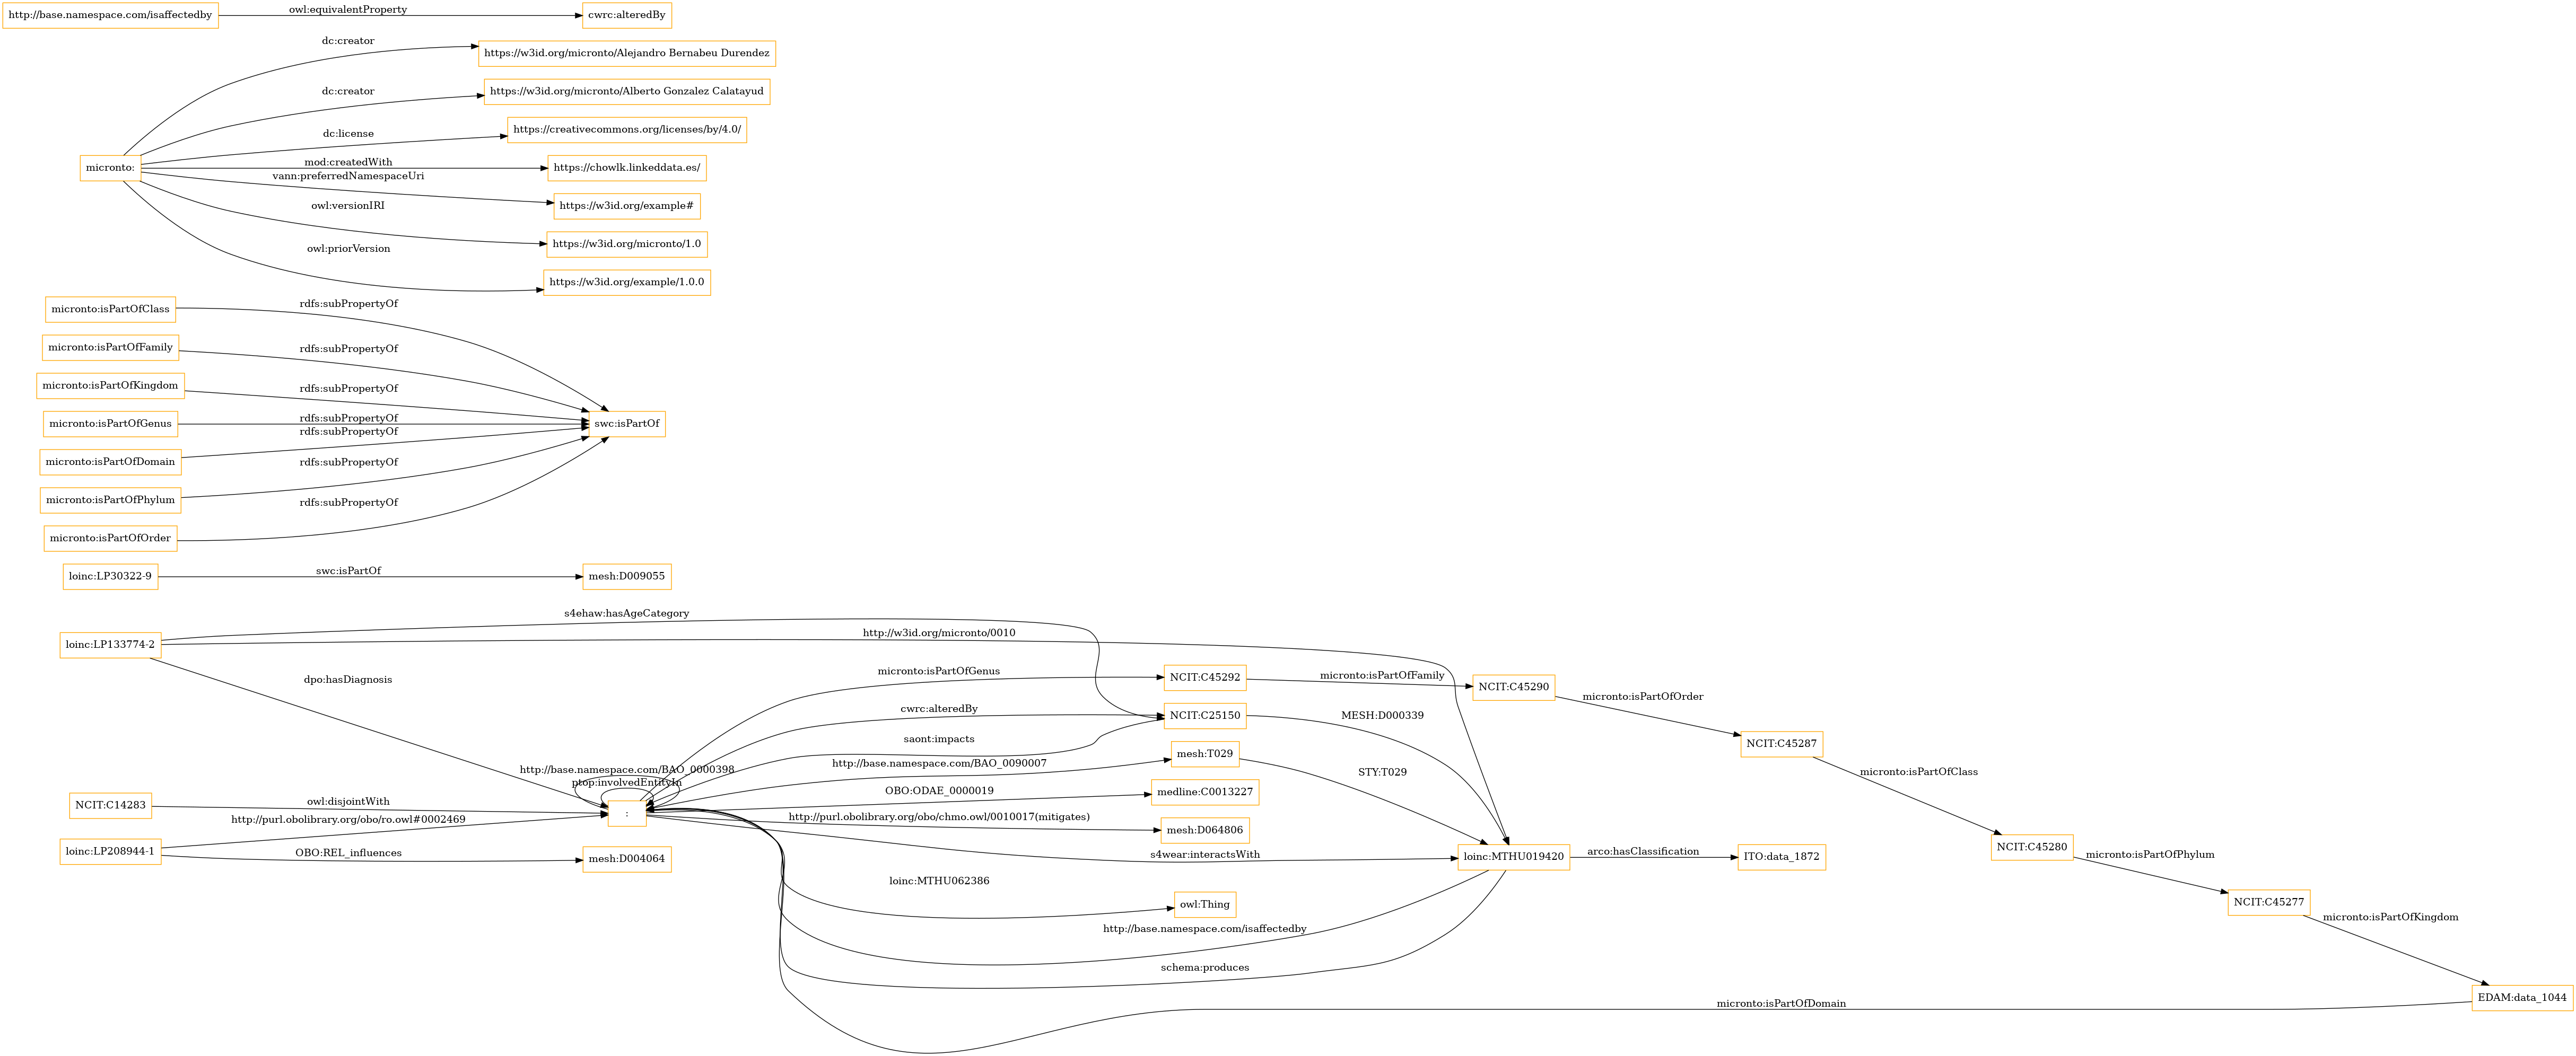 http://base.namespace.com/isaffectedby
owl:equivalentProperty
cwrc:alteredBy
dc:creator
https://w3id.org/micronto/Alejandro Bernabeu Durendez
dc:creator
https://w3id.org/micronto/Alberto Gonzalez Calatayud
dc:license
https://creativecommons.org/licenses/by/4.0/
micronto:
mod:createdWith
https://chowlk.linkeddata.es/
vann:preferredNamespaceUri
https://w3id.org/example#
owl:versionIRI
https://w3id.org/micronto/1.0
owl:priorVersion
https://w3id.org/example/1.0.0
micronto:isPartOfClass
rdfs:subPropertyOf
micronto:isPartOfFamily
rdfs:subPropertyOf
micronto:isPartOfKingdom
rdfs:subPropertyOf
micronto:isPartOfGenus
rdfs:subPropertyOf
swc:isPartOf
micronto:isPartOfDomain
rdfs:subPropertyOf
micronto:isPartOfPhylum
rdfs:subPropertyOf
micronto:isPartOfOrder
rdfs:subPropertyOf
loinc:LP30322-9
swc:isPartOf
mesh:D009055
s4ehaw:hasAgeCategory
loinc:LP133774-2
http://w3id.org/micronto/0010
dpo:hasDiagnosis
micronto:isPartOfGenus
NCIT:C45292
micronto:isPartOfFamily
NCIT:C45290
micronto:isPartOfOrder
cwrc:alteredBy
NCIT:C25150
MESH:D000339
NCIT:C45287
saont:impacts
mesh:T029
http://base.namespace.com/BAO_0090007
http://base.namespace.com/BAO_0000398
STY:T029
micronto:isPartOfClass
ptop:involvedEntityIn
OBO:ODAE_0000019
medline:C0013227
NCIT:C14283
owl:disjointWith
:
http://purl.obolibrary.org/obo/ro.owl#0002469
http://purl.obolibrary.org/obo/chmo.owl/0010017(mitigates)
mesh:D064806
loinc:LP208944-1
OBO:REL_influences
mesh:D004064
s4wear:interactsWith
loinc:MTHU019420
arco:hasClassification
ITO:data_1872
NCIT:C45280
micronto:isPartOfPhylum
loinc:MTHU062386
owl:Thing
NCIT:C45277
micronto:isPartOfKingdom
http://base.namespace.com/isaffectedby
schema:produces
micronto:isPartOfDomain
EDAM:data_1044